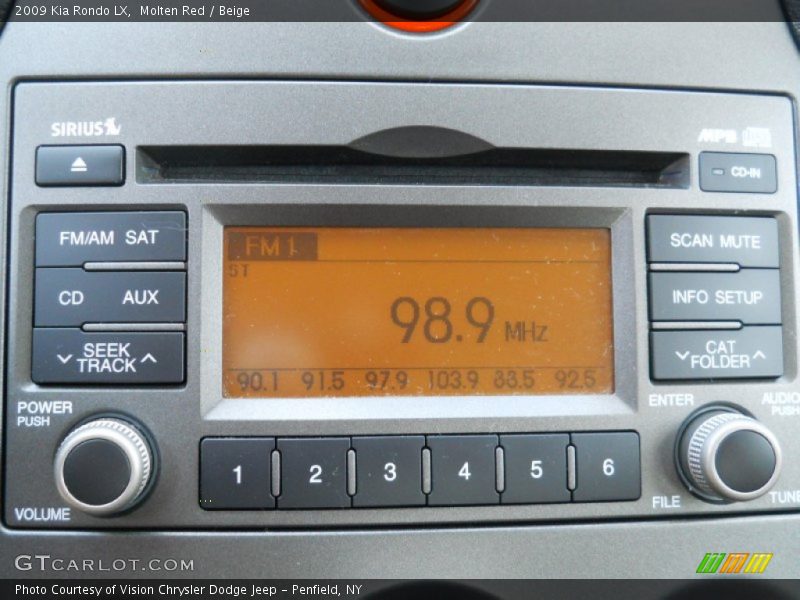 2009 Kia Rondo LX, Molten Red / Beige
SIRIUS
MP3
CD-IN
FM/AM SAT
SCAN MUTE
FM1
ST
CD AUX
INFO SETUP
98.9 MHz
SEEK
TRACK
CAT
FOLDER
90.1 91.5 97.9 103.9 88.5 92.5
POWER
PUSH
ENTER
AUDIO
PUSH
1 2 3 4 5 6
VOLUME
FILE
TUNE
GTCARLOT.COM
Photo Courtesy of Vision Chrysler Dodge Jeep - Penfield, NY